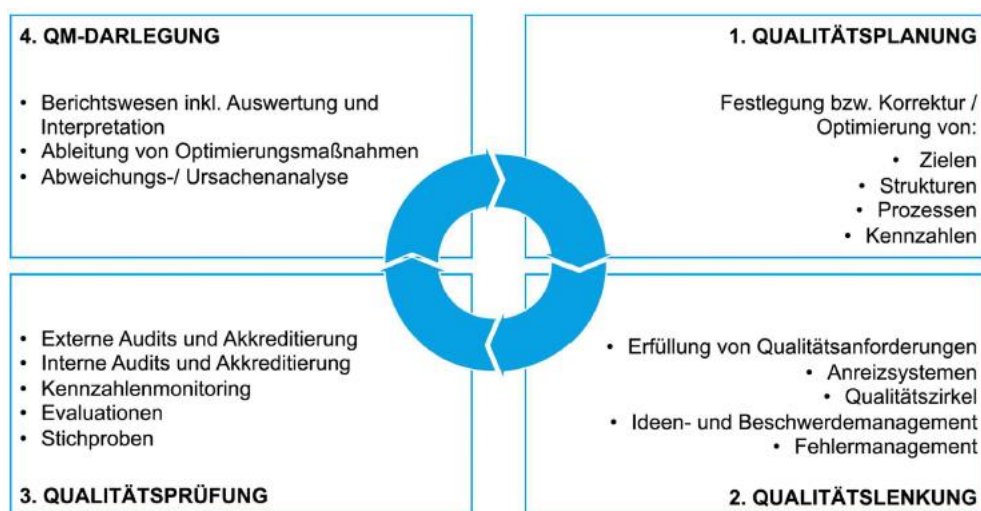 4. QM-DARLEGUNG
• Berichtswesen inkl. Auswertung und
Interpretation
• Ableitung von Optimierungsmaßnahmen
• Abweichungs-/ Ursachenanalyse
1. QUALITÄTSPLANUNG
Festlegung bzw. Korrektur /
Optimierung von:
• Zielen
• Strukturen
• Prozessen
• Kennzahlen
• Externe Audits und Akkreditierung
• Interne Audits und Akkreditierung
• Kennzahlenmonitoring
• Evaluationen
• Stichproben
3. QUALITÄTSPRÜFUNG
• Erfüllung von Qualitätsanforderungen
• Anreizsystemen
• Qualitätszirkel
• Ideen- und Beschwerdemanagement
• Fehlermanagement
2. QUALITÄTSLENKUNG